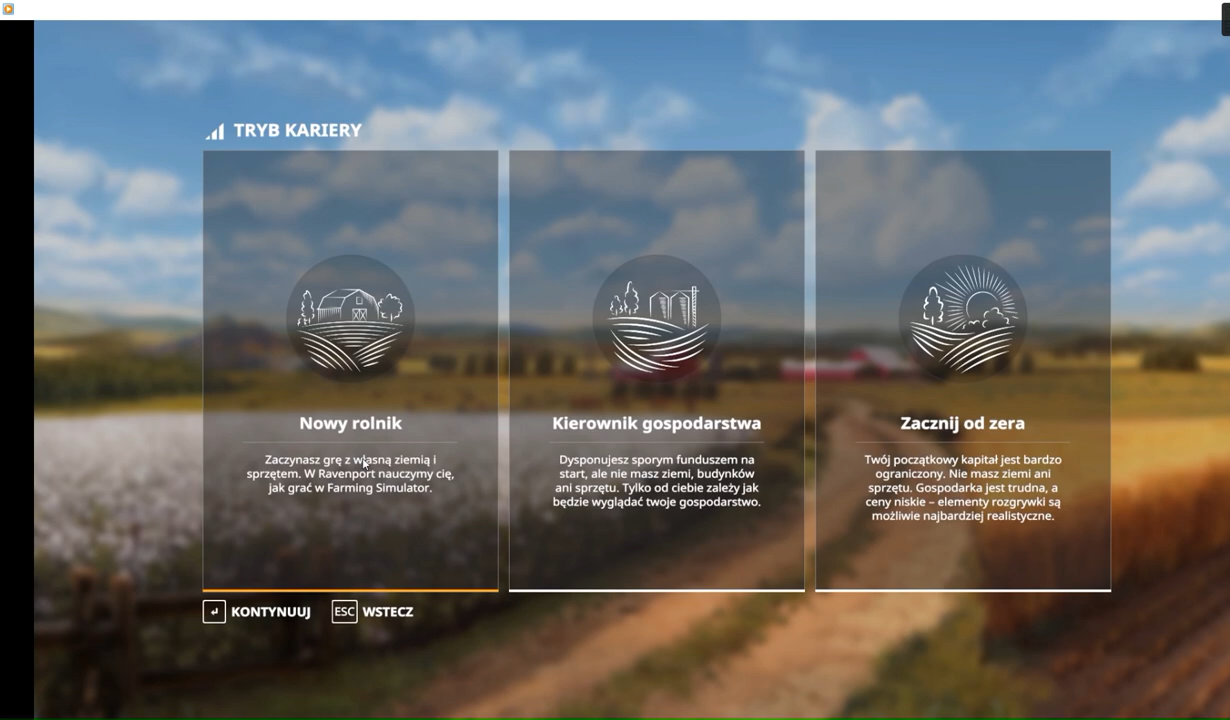 TRYB KARIERY
Nowy rolnik
Zaczynasz grę z własną ziemią i
sprzętem. W Ravenport nauczymy cię,
jak grać w Farming Simulator.
Kierownik gospodarstwa
Dysponujesz sporym funduszem na
start, ale nie masz ziemi, budynków
ani sprzętu. Tylko od ciebie zależy jak
będzie wyglądać twoje gospodarstwo.
Zacznij od zera
Twój początkowy kapitał jest bardzo
ograniczony. Nie masz ziemi ani
sprzętu. Gospodarka jest trudna, a
ceny niskie – elementy rozgrywki są
możliwie najbardziej realistyczne.
KONTYNUUJ
ESC WSTECZ